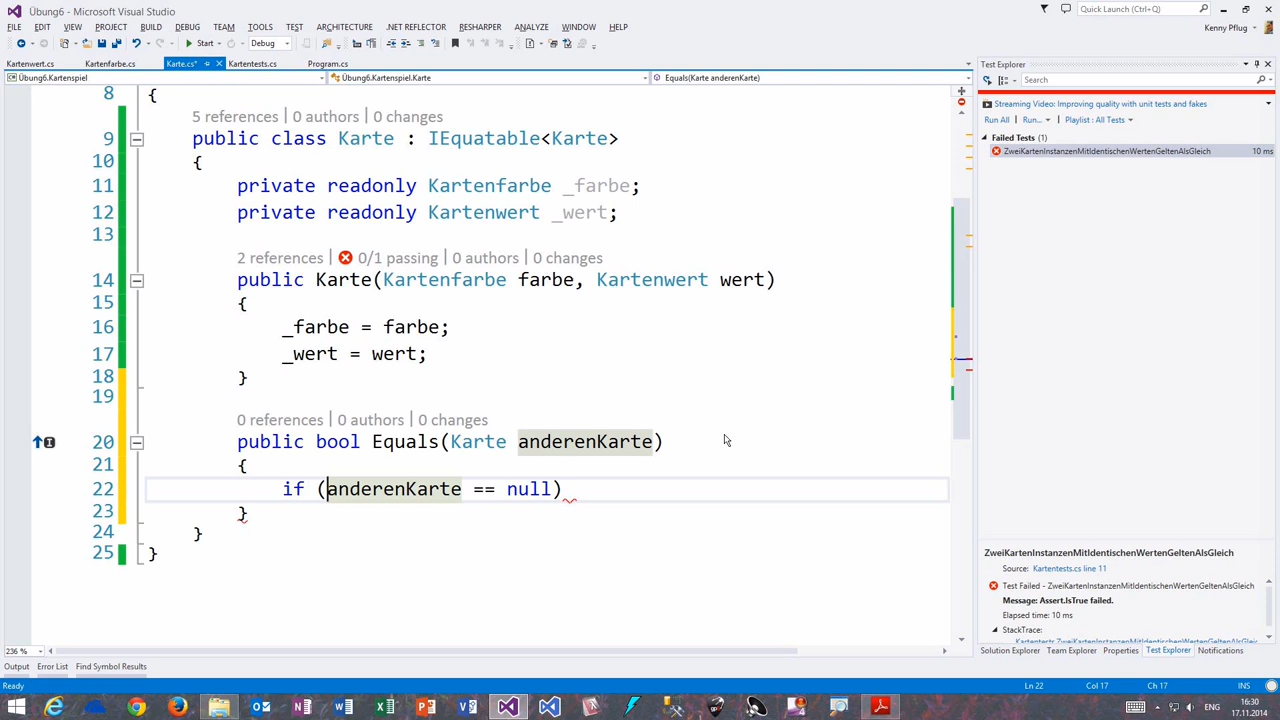 Übung6 - Microsoft Visual Studio
Quick Launch (Ctrl+Q)
FILE EDIT VIEW PROJECT BUILD DEBUG TEAM TOOLS TEST .NET REFLECTOR RESHARPER ANALYZE WINDOW HELP
Kenny Pflug
Start Debug
Kartenwert.cs Kartenfarbe.cs Karte.cs* Kartentests.cs Program.cs
Übung6.Kartenspiel Übung6.Kartenspiel.Karte Equals(Karte anderenKarte)
8 {
5 references | 0 authors | 0 changes
9 public class Karte : IEquatable<Karte>
10 {
11 private readonly Kartenfarbe _farbe;
12 private readonly Kartenwert _wert;
13
2 references | 0/1 passing | 0 authors | 0 changes
14 public Karte(Kartenfarbe farbe, Kartenwert wert)
15 {
16 _farbe = farbe;
17 _wert = wert;
18 }
19
0 references | 0 authors | 0 changes
20 public bool Equals(Karte anderenKarte)
21 {
22 if (anderenKarte == null)
23 }
24 }
25 }
236 %
Test Explorer
Search
Streaming Video: Improving quality with unit tests and fakes
Run All Run... Playlist : All Tests
Failed Tests (1)
ZweiKartenInstanzenMitIdentischenWertenGeltenAlsGleich 10 ms
ZweiKartenInstanzenMitIdentischenWertenGeltenAlsGleich
Source: Kartentests.cs line 11
Test Failed - ZweiKartenInstanzenMitIdentischenWertenGeltenAlsGleich
Message: Assert.IsTrue failed.
Elapsed time: 10 ms
StackTrace:
Kartentests.ZweiKartenInstanzenMitIdentischenWertenGeltenAlsGleic
Solution Explorer Team Explorer Properties Test Explorer Notifications
Output Error List Find Symbol Results
Ready Ln 22 Col 17 Ch 17 INS
ENG
16:30
17.11.2014